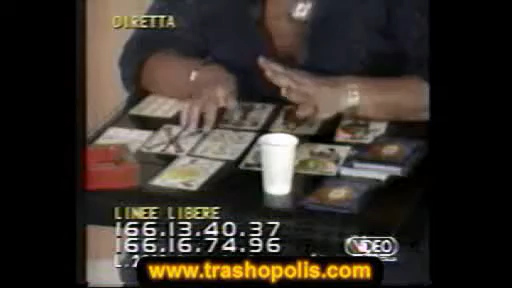 DIRETTA
LINEE LIBERE
166.13.40.37
166.16.74.96
VIDEO
www.trashopolis.com